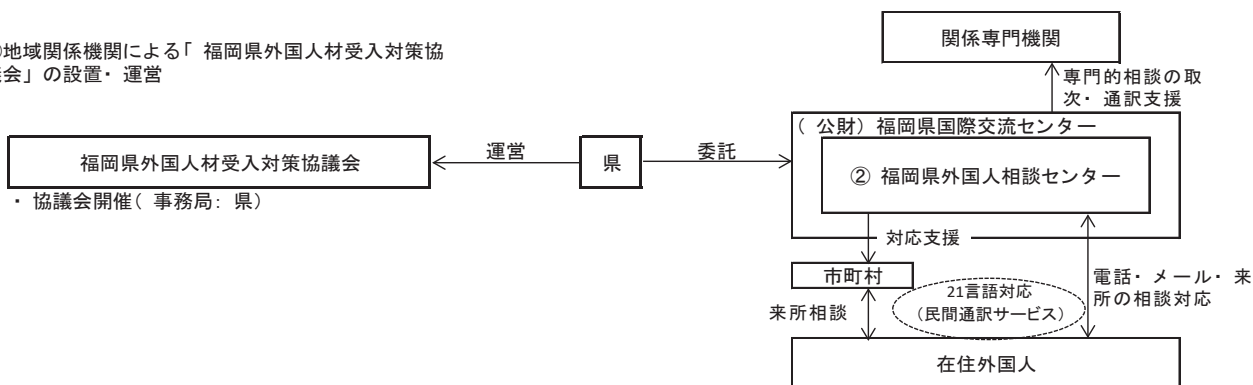 地域関係機関による「 福岡県外国人材受入対策協
会」の設置・ 運営
関係専門機関
専門的相談の取
次・ 通訳支援
( 公財) 福岡県国際交流センター
福岡県外国人材受入対策協議会
運営
県
委託
② 福岡県外国人相談センター
・ 協議会開催( 事務局: 県)
対応支援
市町村
21言語対応
(民間通訳サービス)
電話・ メール・ 来
所の相談対応
来所相談
在住外国人